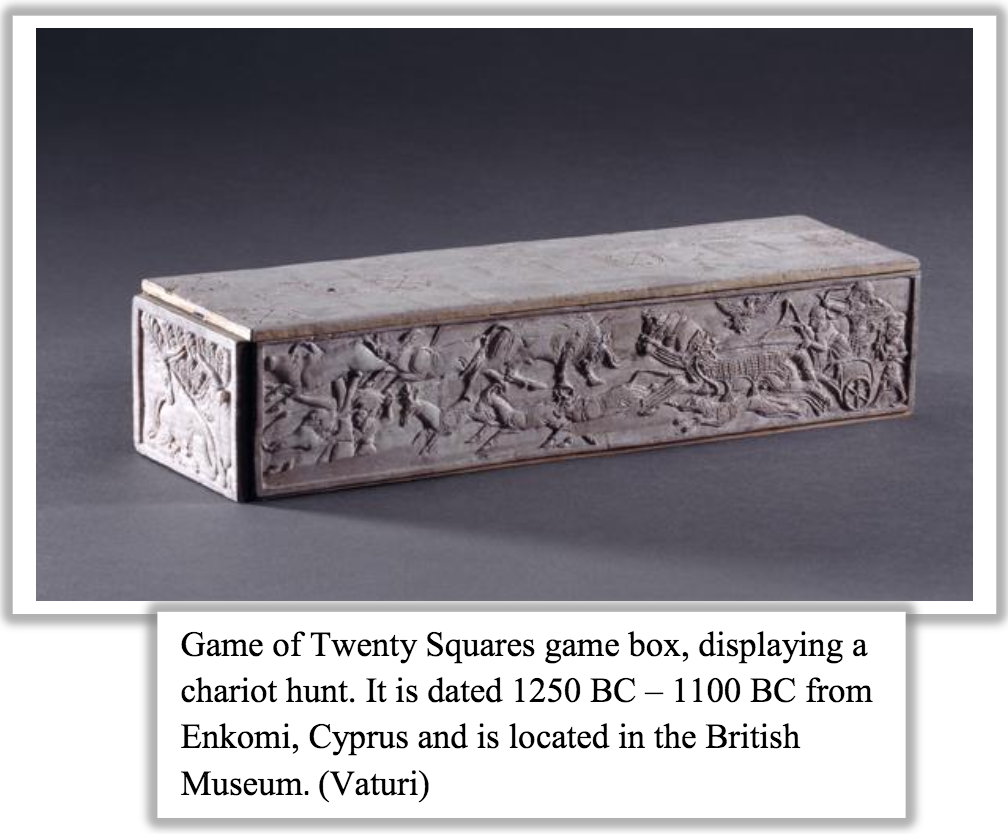 Game of Twenty Squares game box, displaying a
chariot hunt. It is dated 1250 BC – 1100 BC from
Enkomi, Cyprus and is located in the British
Museum. (Vaturi)